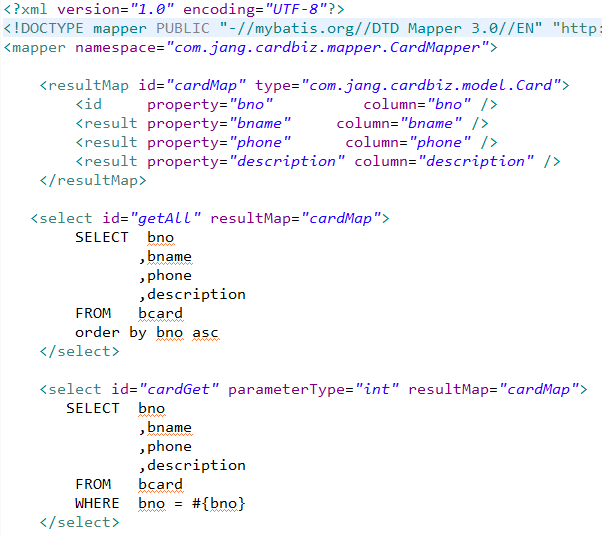 <?xml version="1.0" encoding="UTF-8"?>
<!DOCTYPE mapper PUBLIC "-//mybatis.org//DTD Mapper 3.0//EN" "http:
<mapper namespace="com.jang.cardbiz.mapper.CardMapper">
<resultMap id="cardMap" type="com.jang.cardbiz.model.Card">
<id property="bno" column="bno" />
<result property="bname" column="bname" />
<result property="phone" column="phone" />
<result property="description" column="description" />
</resultMap>
<select id="getAll" resultMap="cardMap">
SELECT bno
,bname
,phone
,description
FROM bcard
order by bno asc
</select>
<select id="cardGet" parameterType="int" resultMap="cardMap">
SELECT bno
,bname
,phone
,description
FROM bcard
WHERE bno = #{bno}
</select>